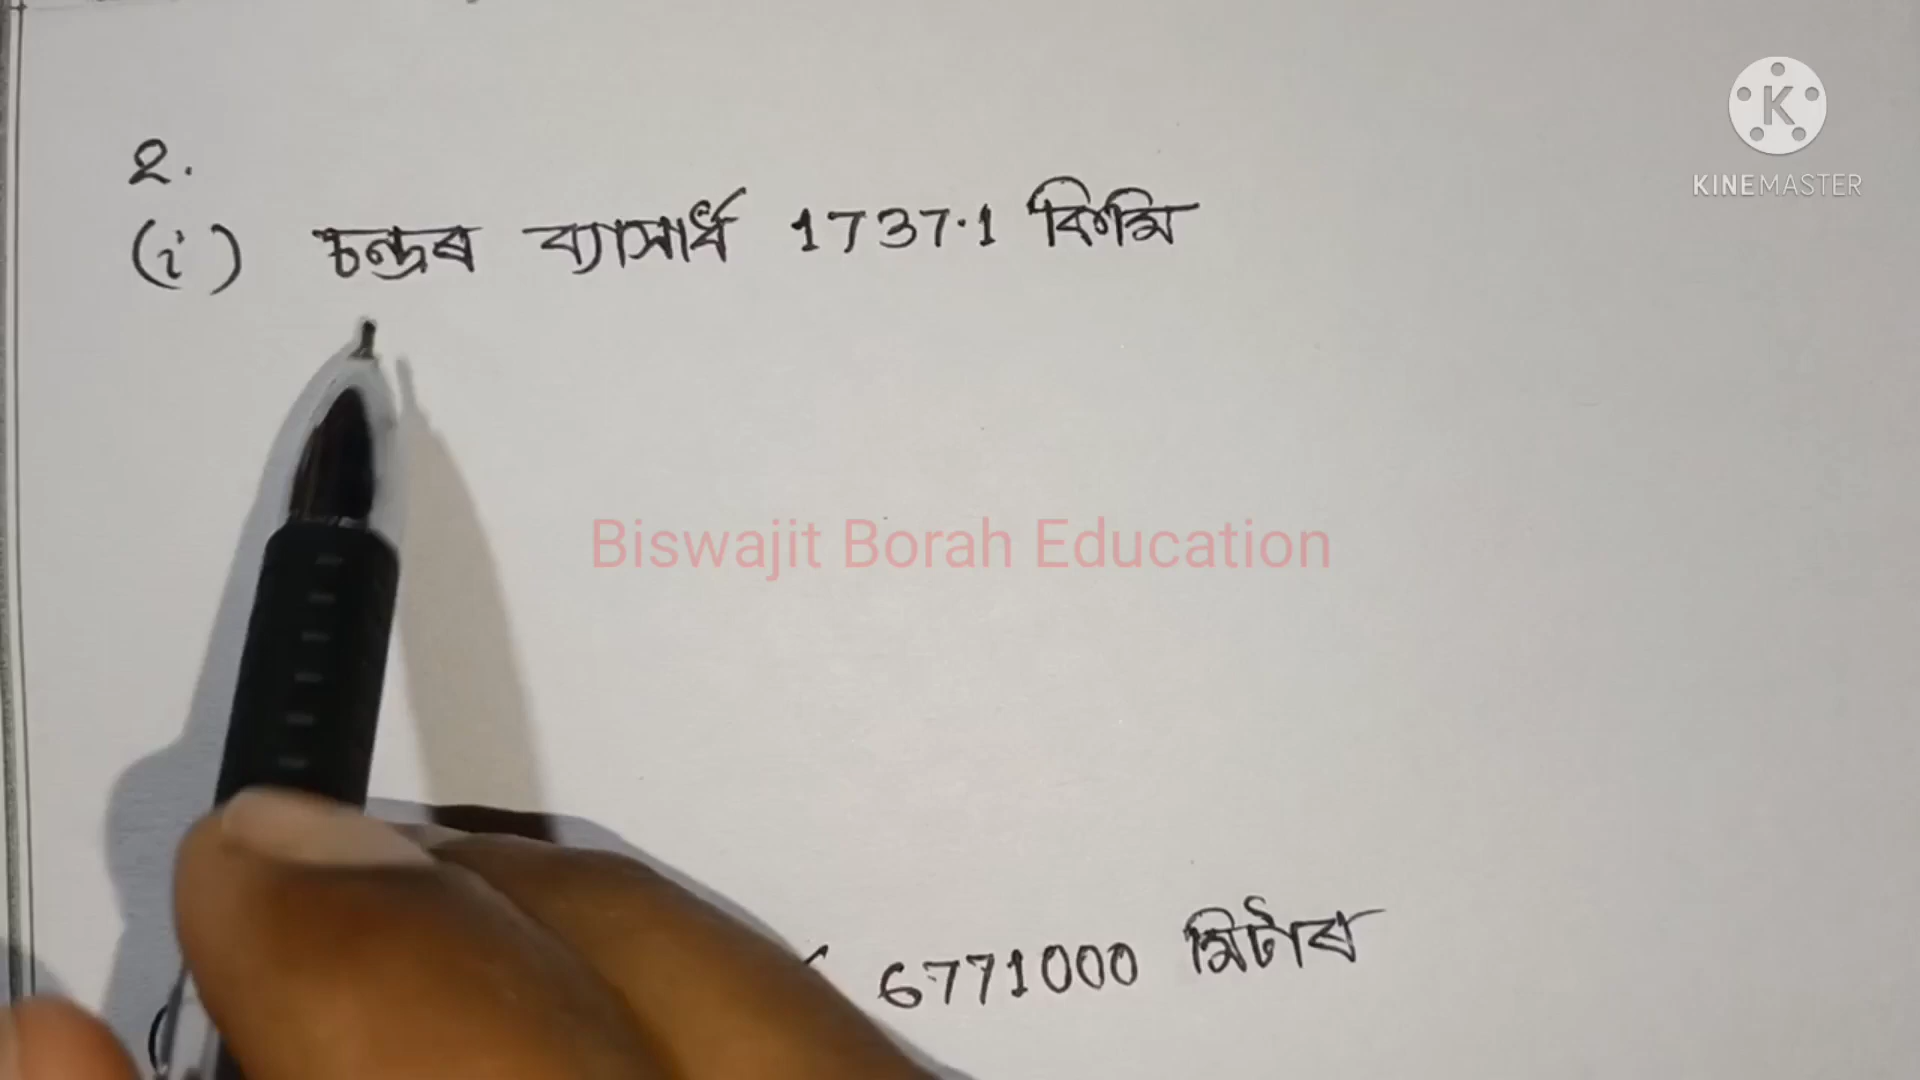 KINEMASTER
2.
(i) চন্দ্ৰৰ ব্যাসাৰ্ধ 1737.1 কিঃমি
Biswajit Borah Education
6771000 মিটাৰ